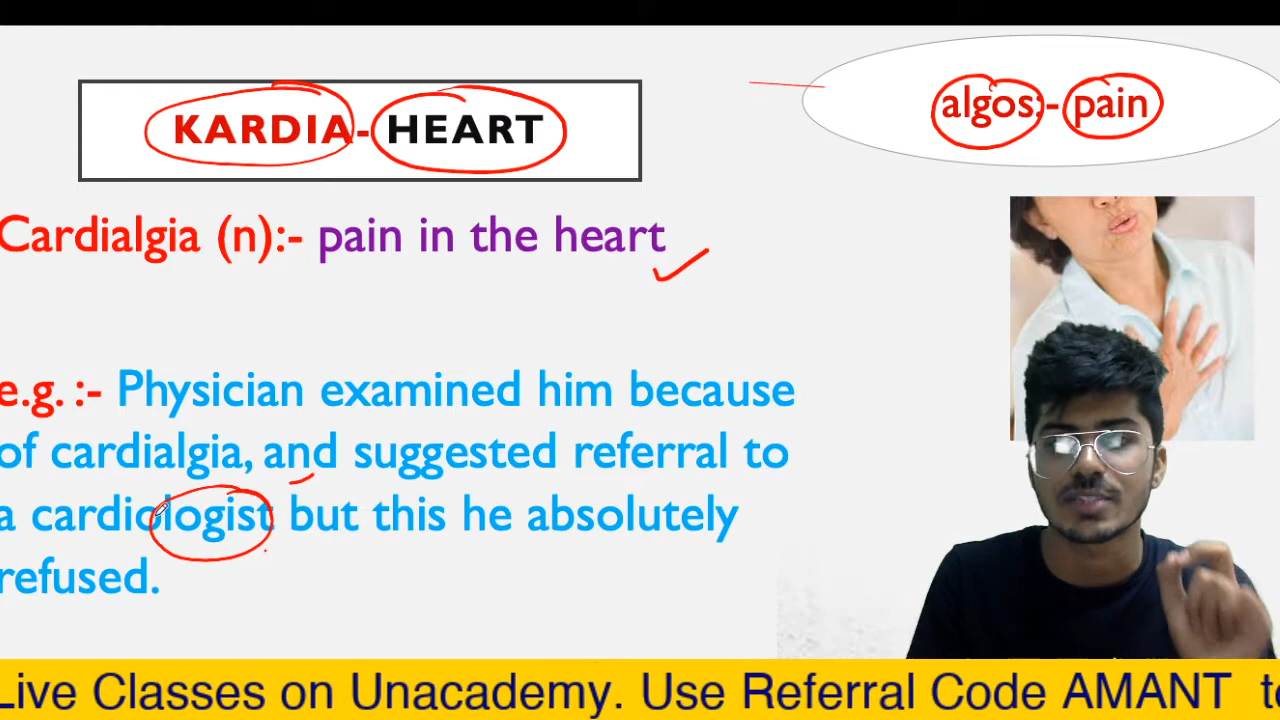 KARDIA-HEART
algos:- pain
Cardialgia (n):- pain in the heart
e.g. :- Physician examined him because
of cardialgia, and suggested referral to
a cardiologist but this he absolutely
refused.
Live Classes on Unacademy. Use Referral Code AMANT